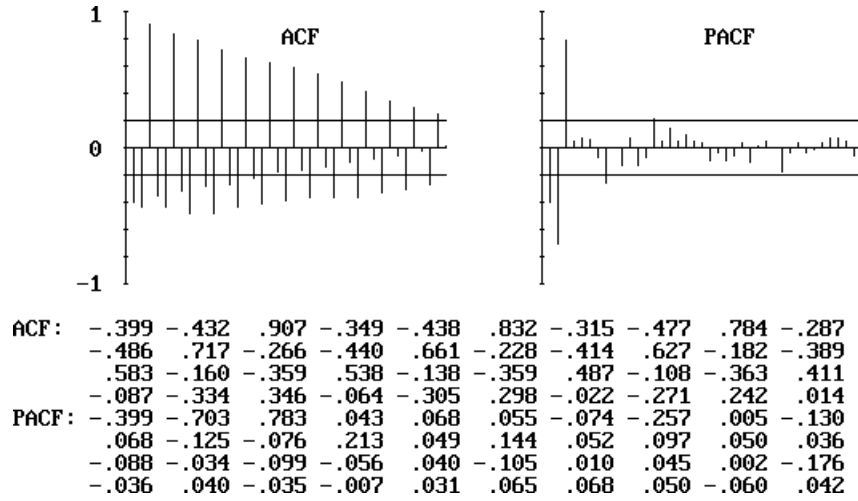 1
ACF PACF
0
-1
ACF: -.399 -.432 .907 -.349 -.438 .832 -.315 -.477 .784 -.287
-.486 .717 -.266 -.440 .661 -.228 -.414 .627 -.182 -.389
.583 -.160 -.359 .538 -.138 -.359 .487 -.108 -.363 .411
-.087 -.334 .346 -.064 -.305 .298 -.022 -.271 .242 .014
PACF: -.399 -.703 .783 .043 .068 .055 -.074 -.257 .005 -.130
.068 -.125 -.076 .213 .049 .144 .052 .097 .050 .036
-.088 -.034 -.099 -.056 .040 -.105 .010 .045 .002 -.176
-.036 .040 -.035 -.007 .031 .065 .068 .050 -.060 .042